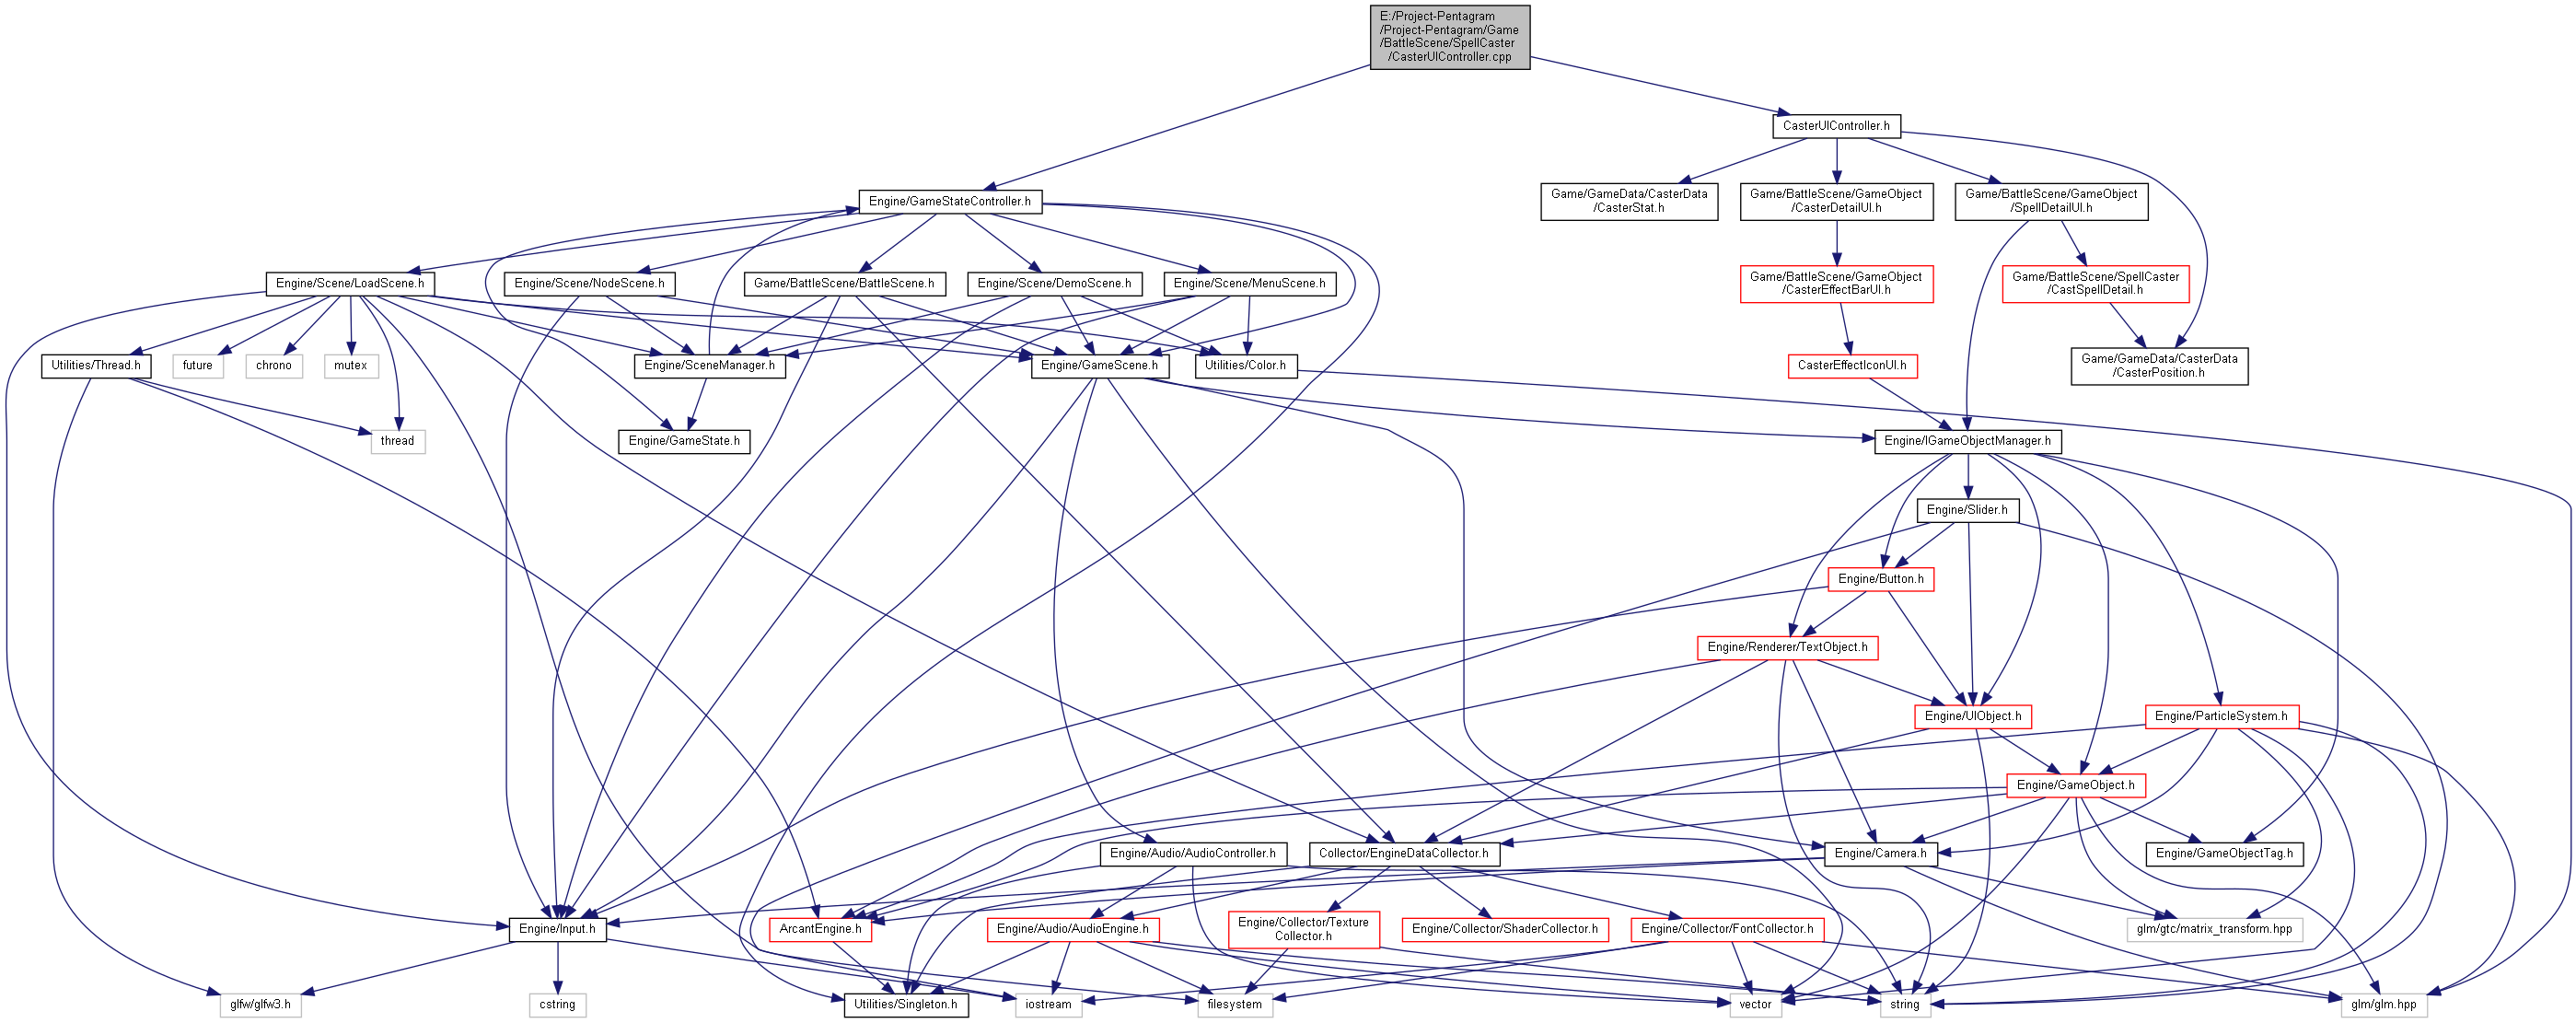 E:/Project-Pentagram
/Project-Pentagram/Game
/BattleScene/SpellCaster
/CasterUIController.cpp
CasterUIController.h
Engine/GameStateController.h
Game/GameData/CasterData
/CasterStat.h
Game/BattleScene/GameObject
/CasterDetailUI.h
Game/BattleScene/GameObject
/SpellDetailUI.h
Engine/Scene/LoadScene.h
Engine/Scene/NodeScene.h
Game/BattleScene/BattleScene.h
Engine/Scene/DemoScene.h
Engine/Scene/MenuScene.h
Game/BattleScene/GameObject
/CasterEffectBarUI.h
Game/BattleScene/SpellCaster
/CastSpellDetail.h
Utilities/Thread.h
future
chrono
mutex
Engine/SceneManager.h
Engine/GameScene.h
Utilities/Color.h
CasterEffectIconUI.h
Game/GameData/CasterData
/CasterPosition.h
thread
Engine/GameState.h
Engine/IGameObjectManager.h
Engine/Slider.h
Engine/Button.h
Engine/Renderer/TextObject.h
Engine/UIObject.h
Engine/ParticleSystem.h
Engine/GameObject.h
Engine/Audio/AudioController.h
Collector/EngineDataCollector.h
Engine/Camera.h
Engine/GameObjectTag.h
Engine/Input.h
ArcantEngine.h
Engine/Audio/AudioEngine.h
Engine/Collector/Texture
Collector.h
Engine/Collector/ShaderCollector.h
Engine/Collector/FontCollector.h
glm/gtc/matrix_transform.hpp
glfw/glfw3.h
cstring
Utilities/Singleton.h
iostream
filesystem
vector
string
glm/glm.hpp